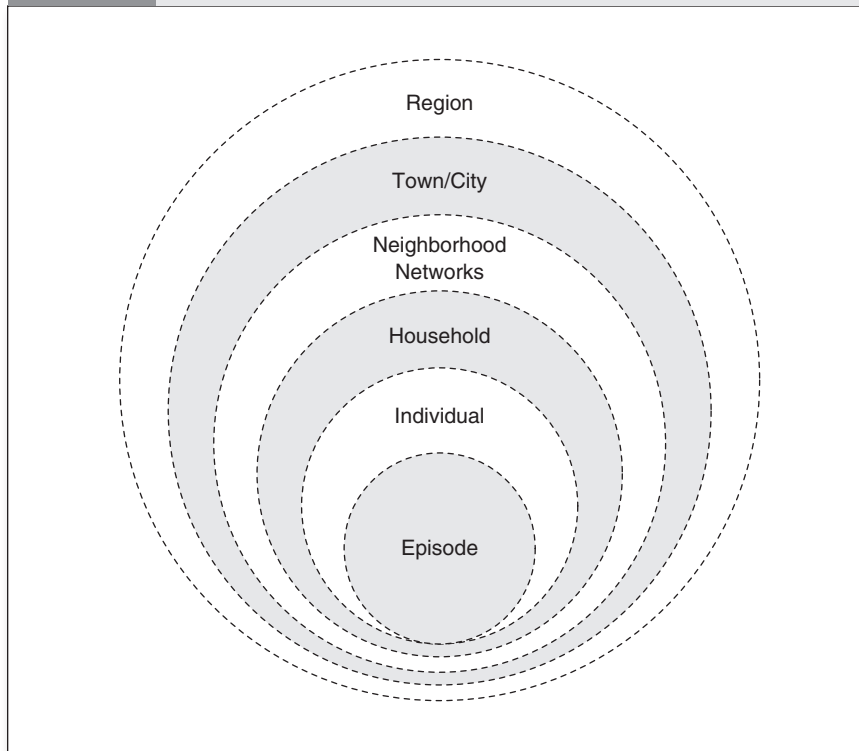 Region
Town/City
Neighborhood
Networks
Household
Individual
Episode